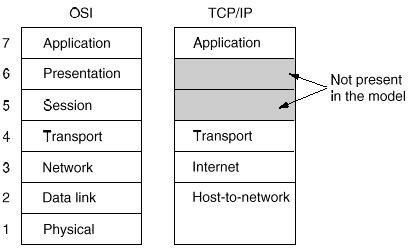 OSI TCP/IP
7 Application Application
6 Presentation
5 Session
Not present
in the model
4 Transport Transport
3 Network Internet
2 Data link Host-to-network
1 Physical